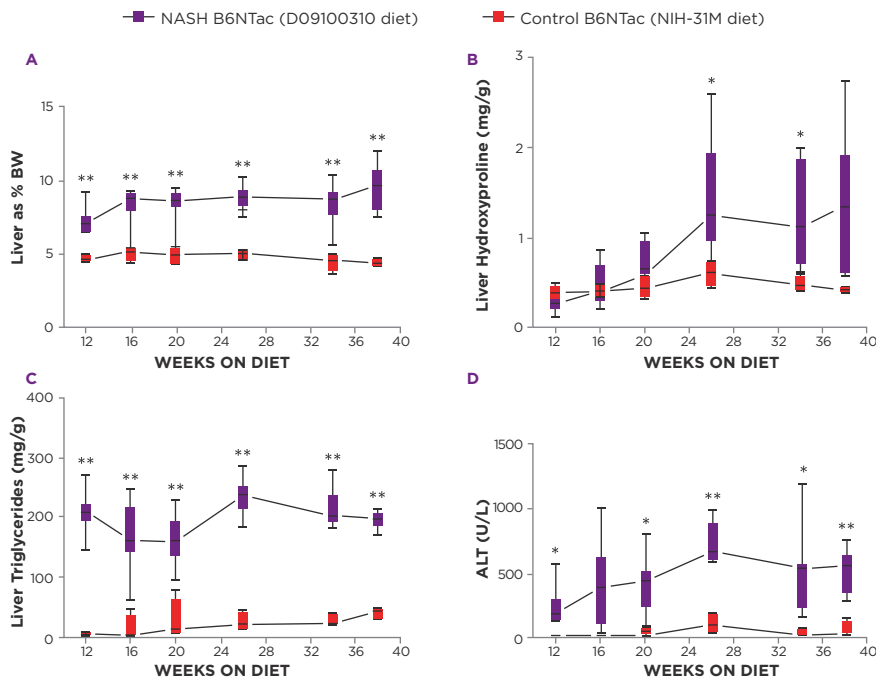 NASH B6NTac (D09100310 diet) Control B6NTac (NIH-31M diet)
A
Liver as % BW
15
10
5
0
** ** ** ** ** **
12 16 20 24 28 32 36 40
WEEKS ON DIET
B
Liver Hydroxyproline (mg/g)
3
2
1
0
* *
12 16 20 24 28 32 36 40
WEEKS ON DIET
C
Liver Triglycerides (mg/g)
400
300
200
100
0
** ** ** ** ** **
12 16 20 24 28 32 36 40
WEEKS ON DIET
D
ALT (U/L)
1500
1000
500
0
* * ** * **
12 16 20 24 28 32 36 40
WEEKS ON DIET